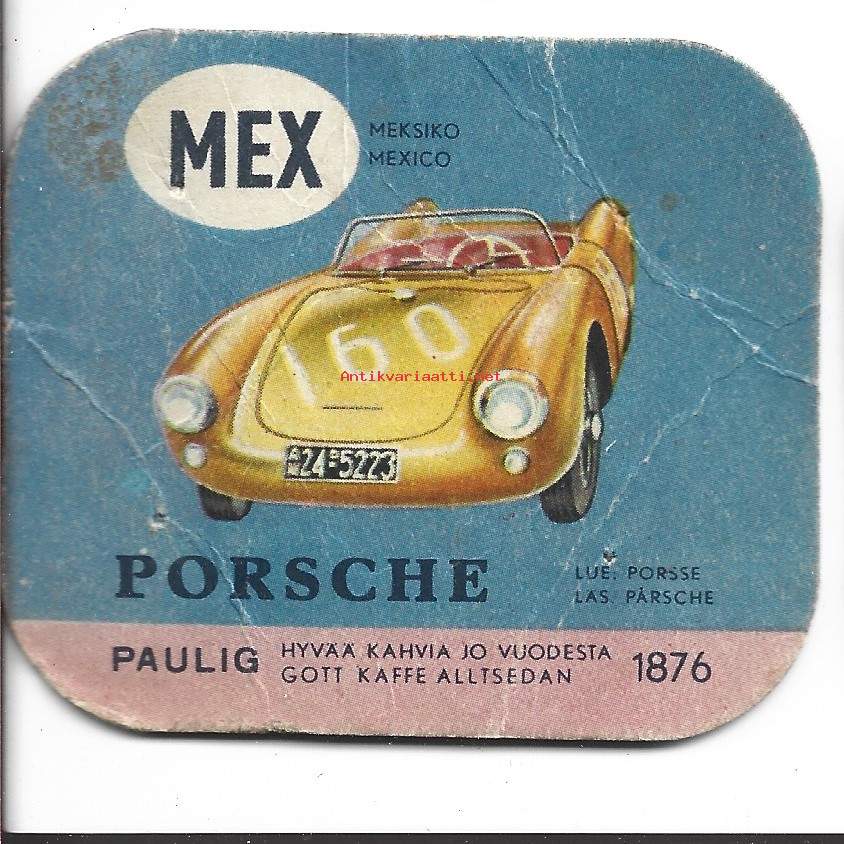 MEX
MEKSIKO
MEXICO
160
Antikvariaatti.net
24-5223
PORSCHE
LUE: PORSSE
LÄS. PÅRSCHE
PAULIG
HYVÄÄ KAHVIA JO VUODESTA
GOTT KAFFE ALLTSEDAN
1876